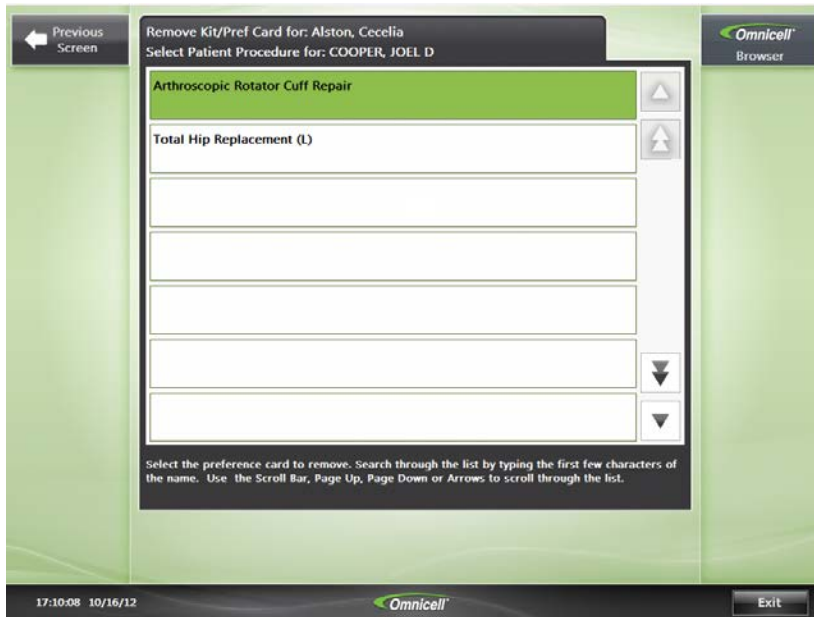 Previous
Screen
Remove Kit/Pref Card for: Alston, Cecelia
Select Patient Procedure for: COOPER, JOEL D
Omnicell
Browser
Arthroscopic Rotator Cuff Repair
Total Hip Replacement (L)
Select the preference card to remove. Search through the list by typing the first few characters of
the name.  Use  the Scroll Bar, Page Up, Page Down or Arrows to scroll through the list.
17:10:08  10/16/12
Omnicell
Exit